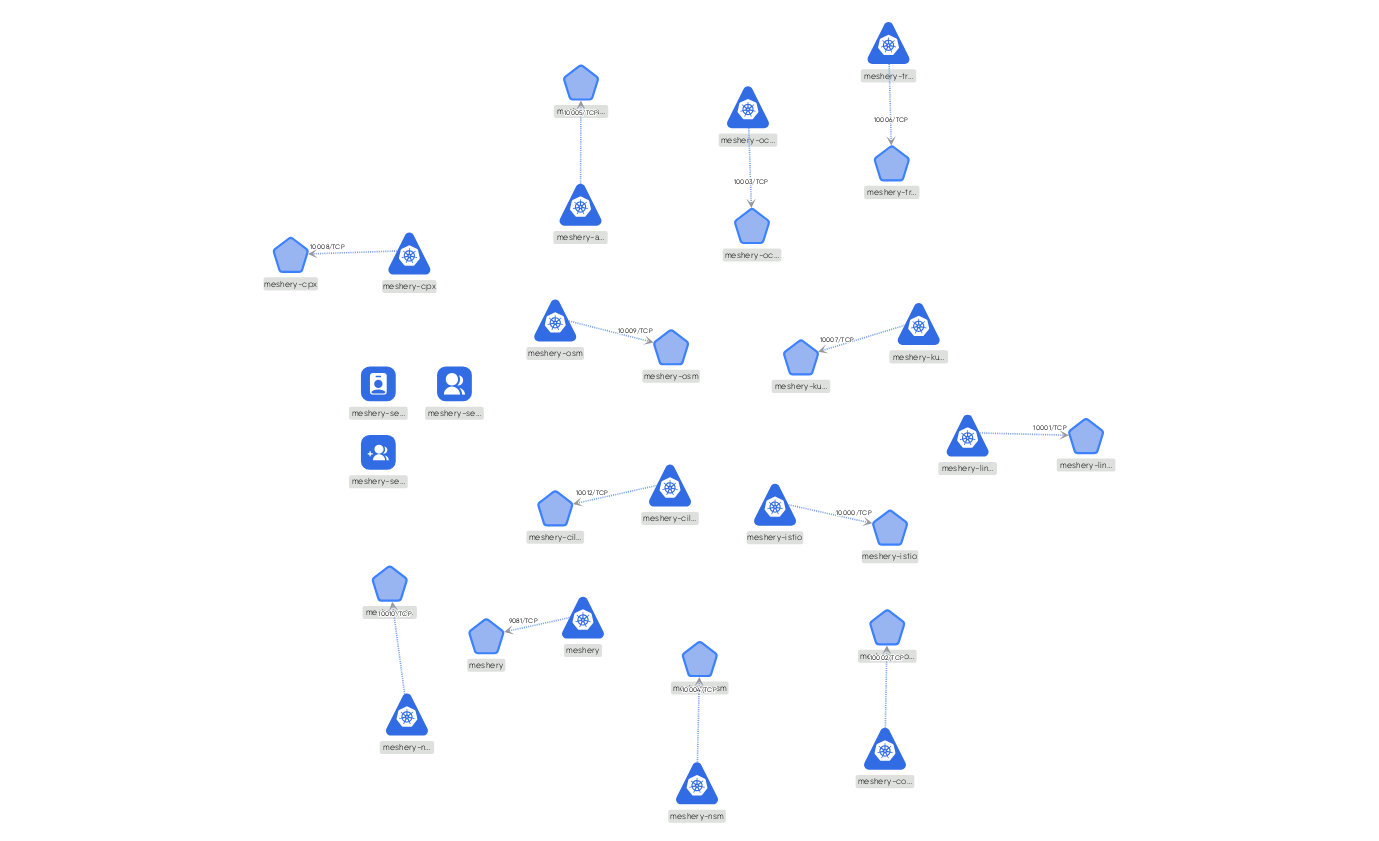 meshery-tr...
10006/TCP
meshery-tr...
10005/TCP
meshery-a...
meshery-oc...
10003/TCP
meshery-oc...
10008/TCP
meshery-cpx
meshery-cpx
meshery-osm
10009/TCP
meshery-osm
10007/TCP
meshery-ku...
meshery-ku...
meshery-se...
meshery-se...
meshery-se...
10001/TCP
meshery-lin...
meshery-lin...
10012/TCP
meshery-cil...
meshery-cil...
10000/TCP
meshery-istio
meshery-istio
10010/TCP
meshery-n...
9081/TCP
meshery
meshery
10004/TCP
meshery-nsm
10002/TCP
meshery-co...